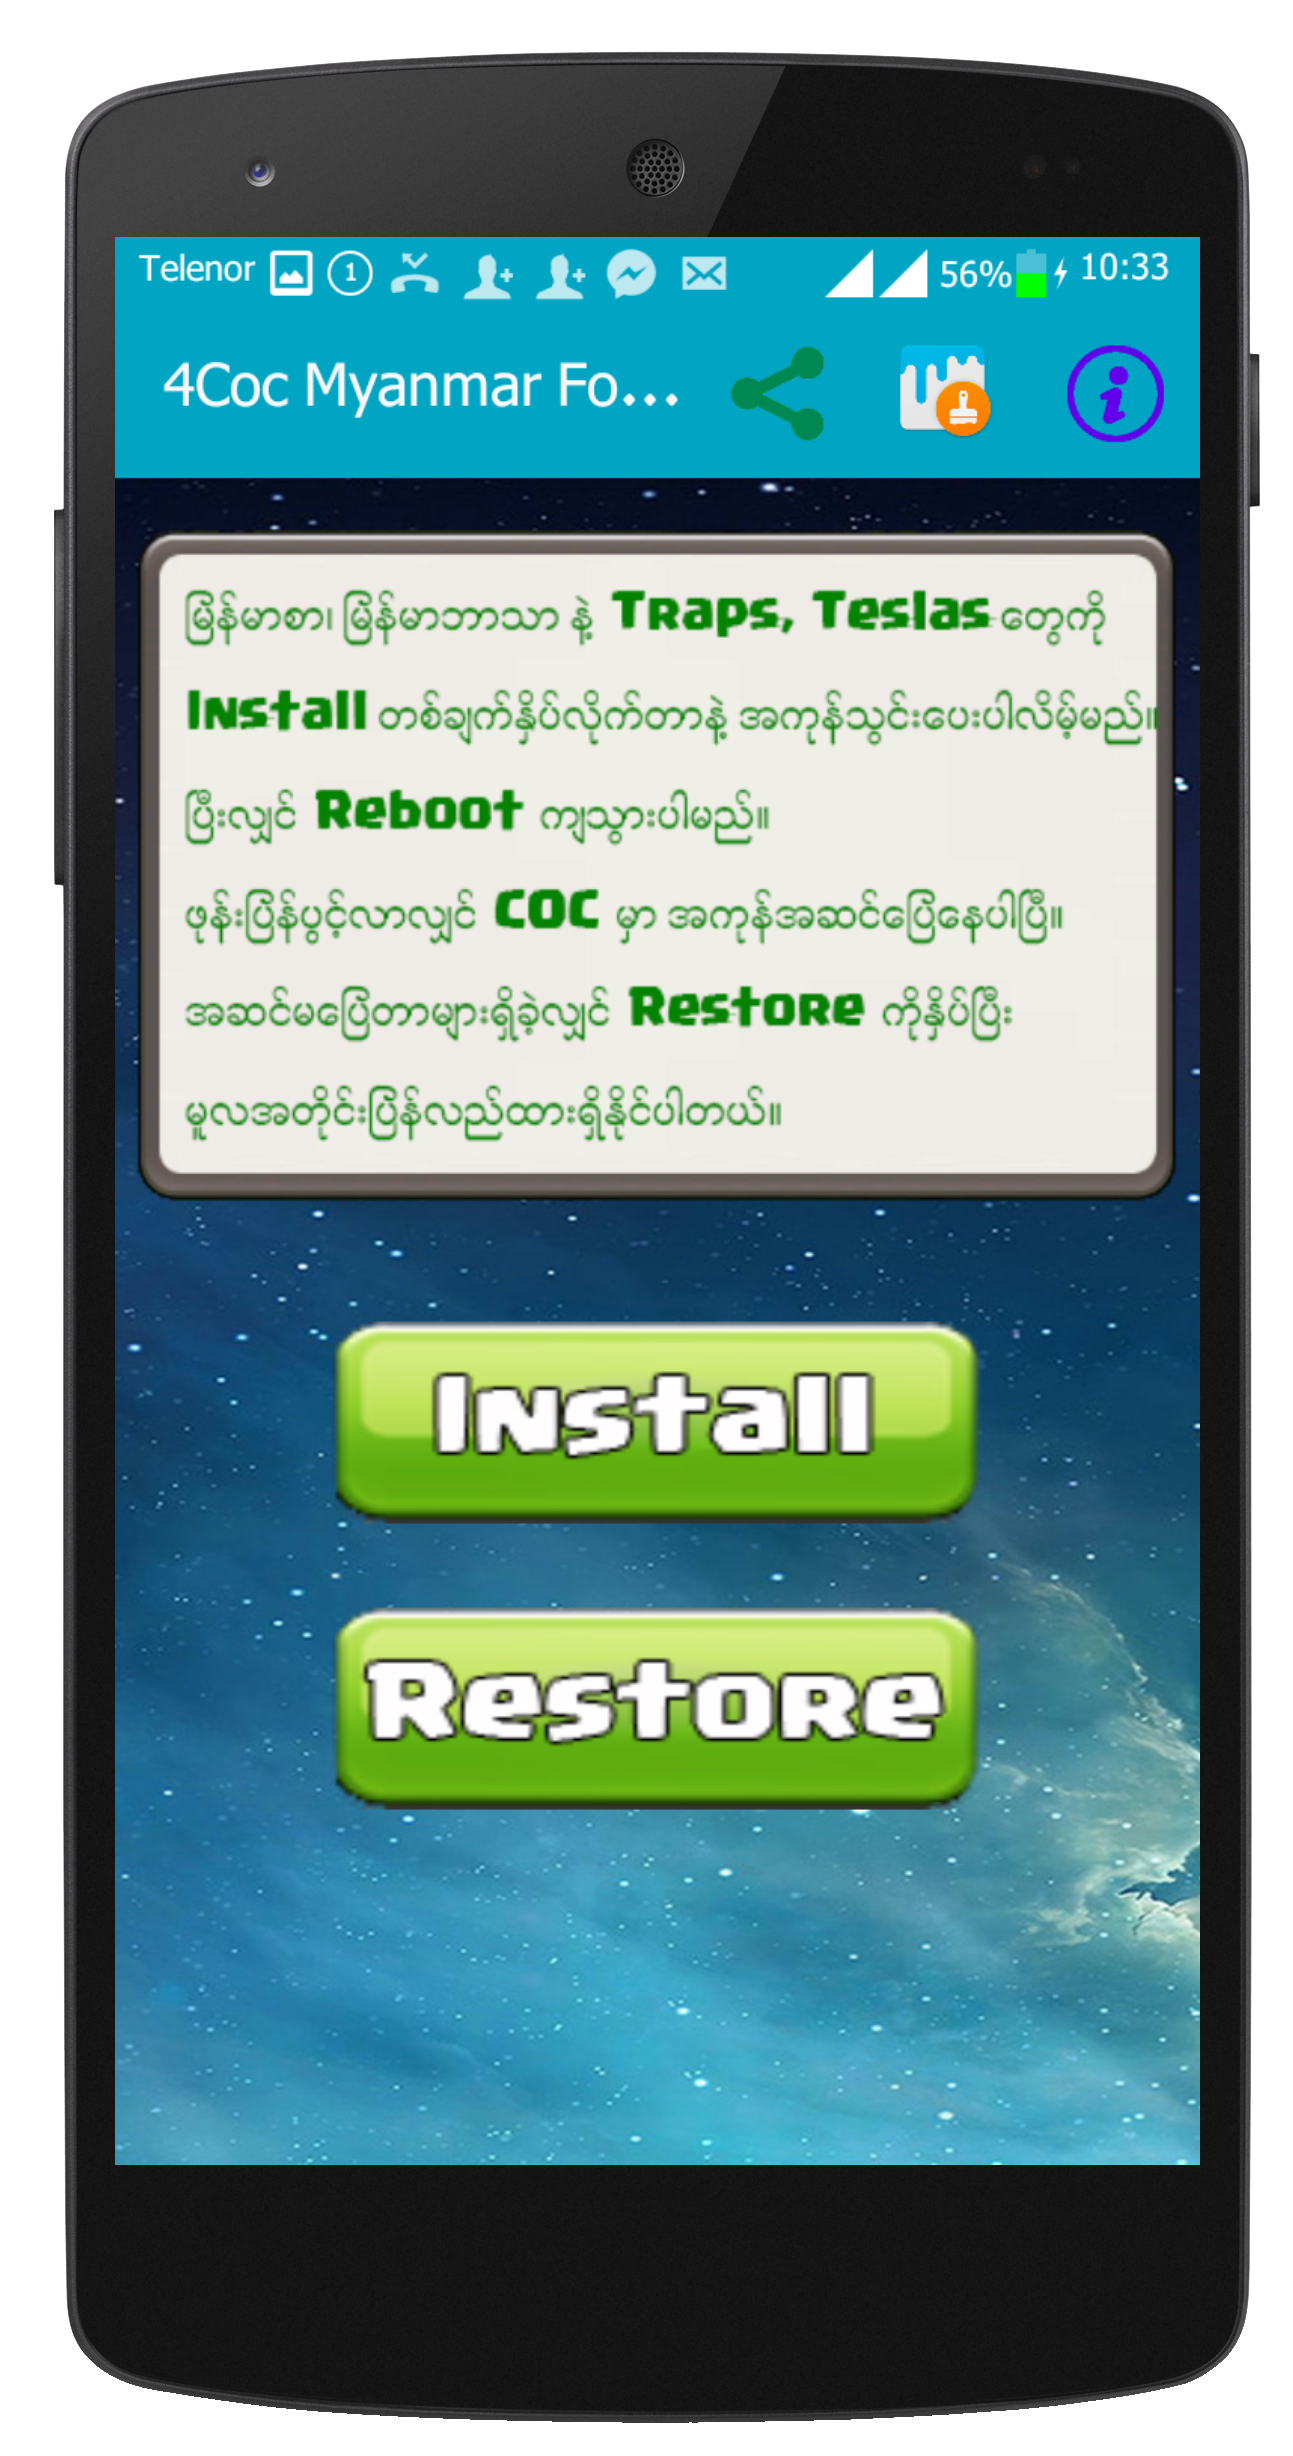 Telenor 1 56% 10:33
4Coc Myanmar Fo...
မြန်မာစာ၊ မြန်မာဘာသာ နဲ့ Traps, Teslas တွေကို
Install တစ်ချက်နှိပ်လိုက်တာနဲ့ အကုန်သွင်းပေးပါလိမ့်မည်။
ပြီးလျှင် Reboot ကျသွားပါမည်။
ဖုန်းပြန်ပွင့်လာလျှင် COC မှာ အကုန်အဆင်ပြေနေပါပြီ။
အဆင်မပြေတာများရှိခဲ့လျှင် Restore ကိုနှိပ်ပြီး
မူလအတိုင်းပြန်လည်ထားရှိနိုင်ပါတယ်။
Install
Restore